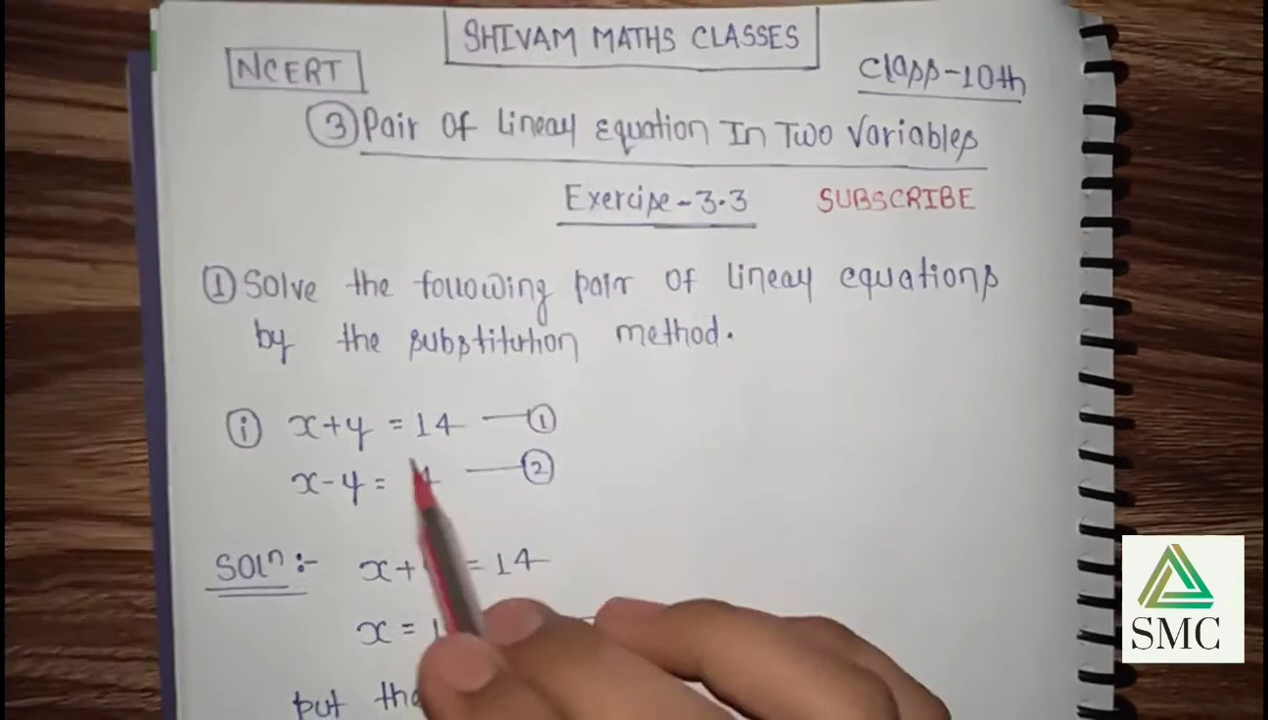 SHIVAM MATHS CLASSES
NCERT
Class-10th
③ Pair of Linear Equation In Two Variables
Exercise-3.3
SUBSCRIBE
① Solve the following pair of linear equations
by the substitution method.
ⓘ x+y=14 —①
x-y= 4 —②
Solⁿ:- x+ =14
x=1
put the
SMC